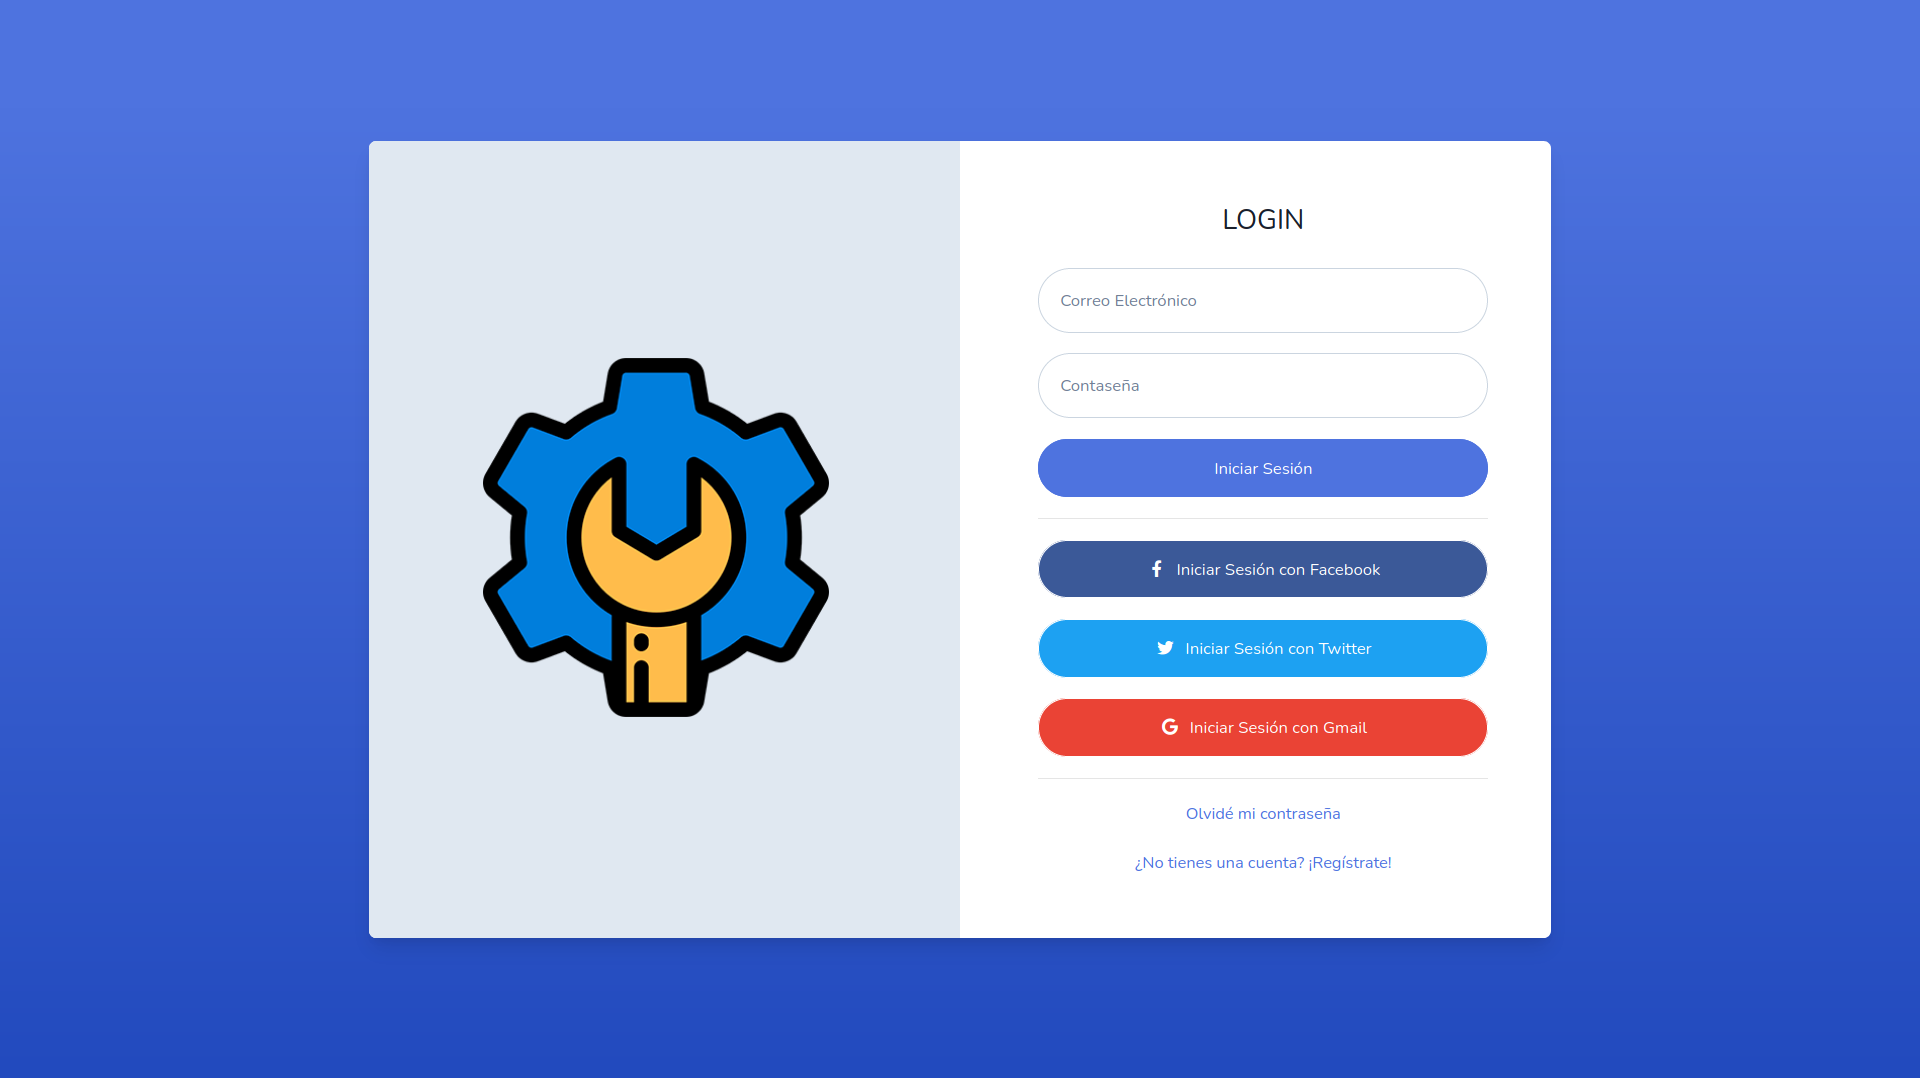 LOGIN
Correo Electrónico
Contaseña
Iniciar Sesión
Iniciar Sesión con Facebook
Iniciar Sesión con Twitter
Iniciar Sesión con Gmail
Olvidé mi contraseña
¿No tienes una cuenta? ¡Regístrate!